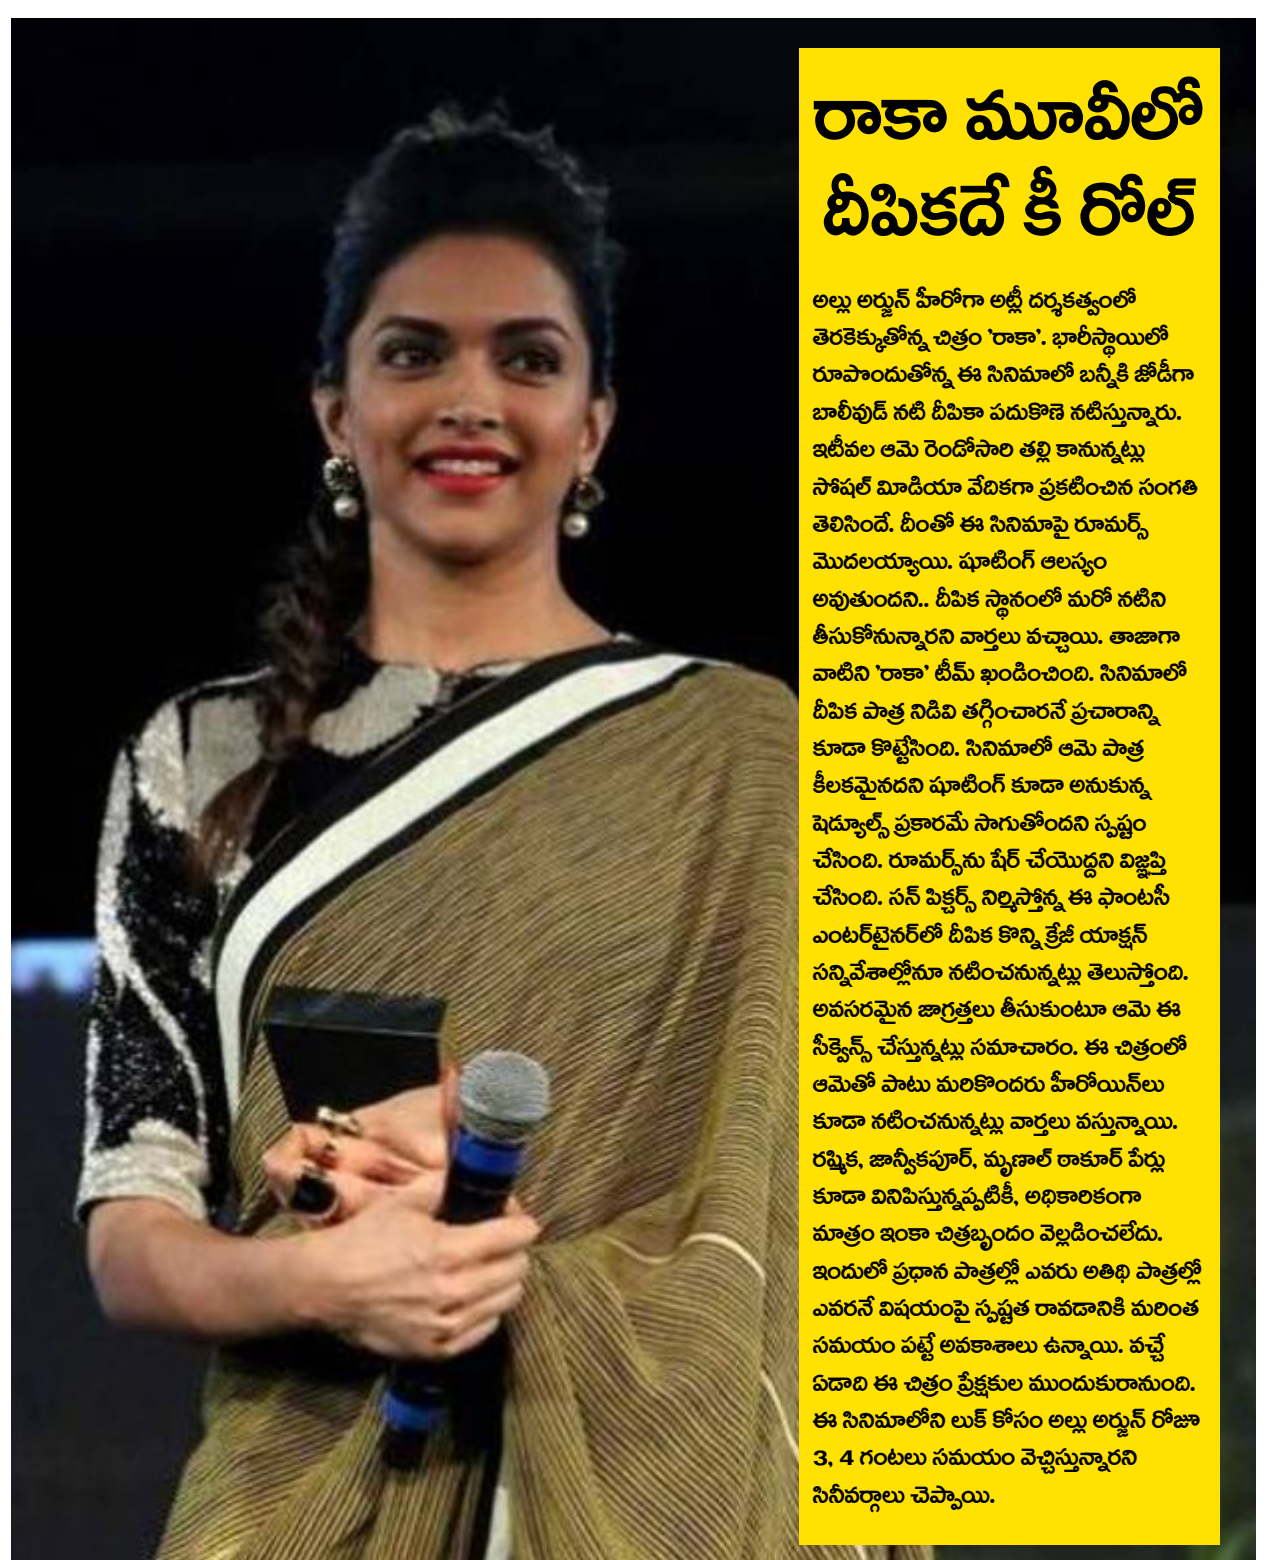 రాకా మూవీలో
దీపికదే కీ రోల్
అల్లు అర్జున్ హీరోగా అట్లీ దర్శకత్వంలో
తెరకెక్కుతోన్న చిత్రం 'రాకా'. భారీస్థాయిలో
రూపొందుతోన్న ఈ సినిమాలో బన్నీకి జోడీగా
బాలీవుడ్ నటి దీపికా పదుకొణె నటిస్తున్నారు.
ఇటీవల ఆమె రెండోసారి తల్లి కానున్నట్లు
సోషల్ మీడియా వేదికగా ప్రకటించిన సంగతి
తెలిసిందే. దీంతో ఈ సినిమాపై రూమర్స్
మొదలయ్యాయి. షూటింగ్ ఆలస్యం
అవుతుందని.. దీపిక స్థానంలో మరో నటిని
తీసుకోనున్నారని వార్తలు వచ్చాయి. తాజాగా
వాటిని 'రాకా' టీమ్ ఖండించింది. సినిమాలో
దీపిక పాత్ర నిడివి తగ్గించారనే ప్రచారాన్ని
కూడా కొట్టేసింది. సినిమాలో ఆమె పాత్ర
కీలకమైనదని షూటింగ్ కూడా అనుకున్న
షెడ్యూల్స్ ప్రకారమే సాగుతోందని స్పష్టం
చేసింది. రూమర్స్‌ను షేర్ చేయొద్దని విజ్ఞప్తి
చేసింది. సన్ పిక్చర్స్ నిర్మిస్తోన్న ఈ ఫాంటసీ
ఎంటర్‌టైనర్‌లో దీపిక కొన్ని క్రేజీ యాక్షన్
సన్నివేశాల్లోనూ నటించనున్నట్లు తెలుస్తోంది.
అవసరమైన జాగ్రత్తలు తీసుకుంటూ ఆమె ఈ
సీక్వెన్స్ చేస్తున్నట్లు సమాచారం. ఈ చిత్రంలో
ఆమెతో పాటు మరికొందరు హీరోయిన్‌లు
కూడా నటించనున్నట్లు వార్తలు వస్తున్నాయి.
రష్మిక, జాన్వీకపూర్, మృణాల్ ఠాకూర్ పేర్లు
కూడా వినిపిస్తున్నప్పటికీ, అధికారికంగా
మాత్రం ఇంకా చిత్రబృందం వెల్లడించలేదు.
ఇందులో ప్రధాన పాత్రల్లో ఎవరు అతిథి పాత్రల్లో
ఎవరనే విషయంపై స్పష్టత రావడానికి మరింత
సమయం పట్టే అవకాశాలు ఉన్నాయి. వచ్చే
ఏడాది ఈ చిత్రం ప్రేక్షకుల ముందుకురానుంది.
ఈ సినిమాలోని లుక్ కోసం అల్లు అర్జున్ రోజూ
3, 4 గంటలు సమయం వెచ్చిస్తున్నారని
సినీవర్గాలు చెప్పాయి.